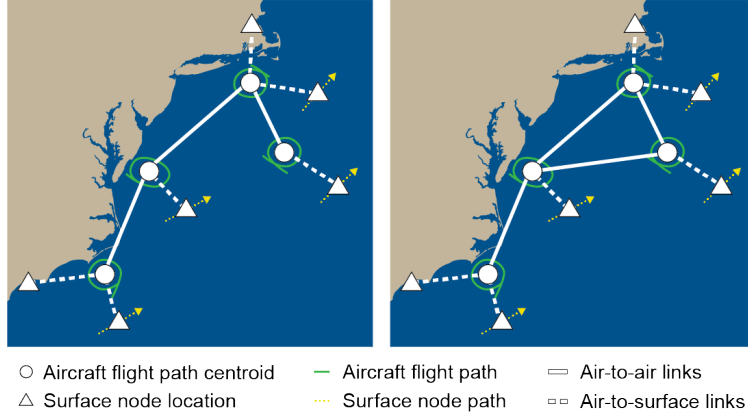 Aircraft flight path centroid
Aircraft flight path
Air-to-air links
Surface node location
Surface node path
Air-to-surface links